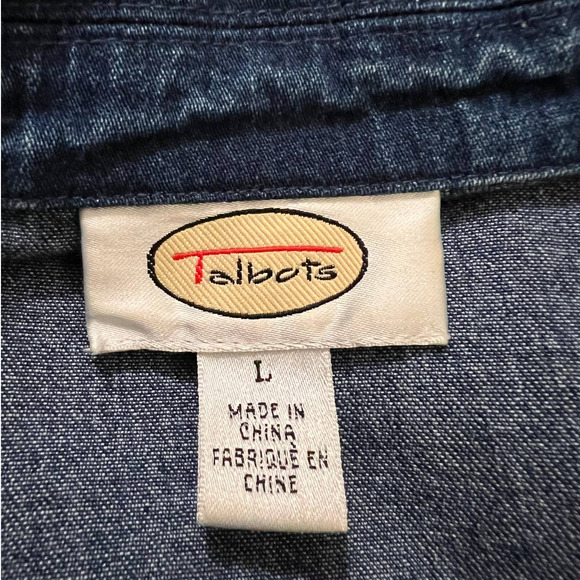 Talbots
L
MADE IN
CHINA
FABRIQUÉ EN
CHINE